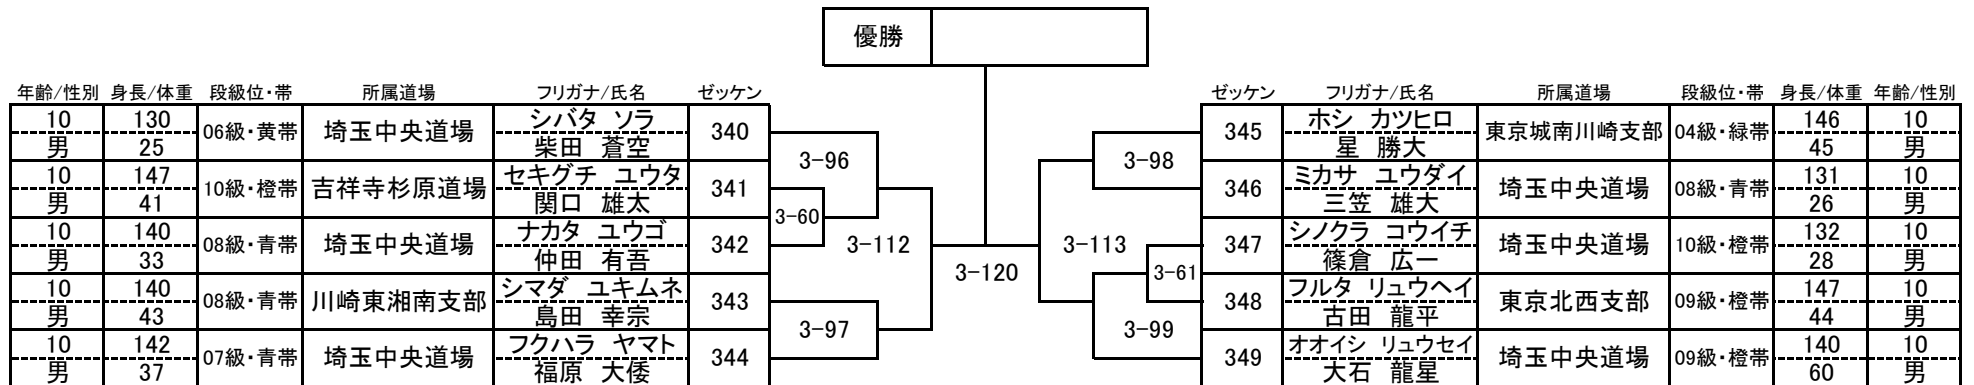 優勝
年齢/性別 身長/体重 段級位・帯 所属道場 フリガナ/氏名 ゼッケン
10 130 06級・黄帯 埼玉中央道場 シバタ ソラ 340
男 25 柴田 蒼空
10 147 10級・橙帯 吉祥寺杉原道場 セキグチ ユウタ 341
男 41 関口 雄太
10 140 08級・青帯 埼玉中央道場 ナカタ ユウゴ 342
男 33 仲田 有吾
10 140 08級・青帯 川崎東湘南支部 シマダ ユキムネ 343
男 43 島田 幸宗
10 142 07級・青帯 埼玉中央道場 フクハラ ヤマト 344
男 37 福原 大倭
3-96
3-60
3-112
3-97
3-120
3-98
3-113
3-61
3-99
ゼッケン フリガナ/氏名 所属道場 段級位・帯 身長/体重 年齢/性別
345 ホシ カツヒロ 東京城南川崎支部 04級・緑帯 146 10
星 勝大 45 男
346 ミカサ ユウダイ 埼玉中央道場 08級・青帯 131 10
三笠 雄大 26 男
347 シノクラ コウイチ 埼玉中央道場 10級・橙帯 132 10
篠倉 広一 28 男
348 フルタ リュウヘイ 東京北西支部 09級・橙帯 147 10
古田 龍平 44 男
349 オオイシ リュウセイ 埼玉中央道場 09級・橙帯 140 10
大石 龍星 60 男